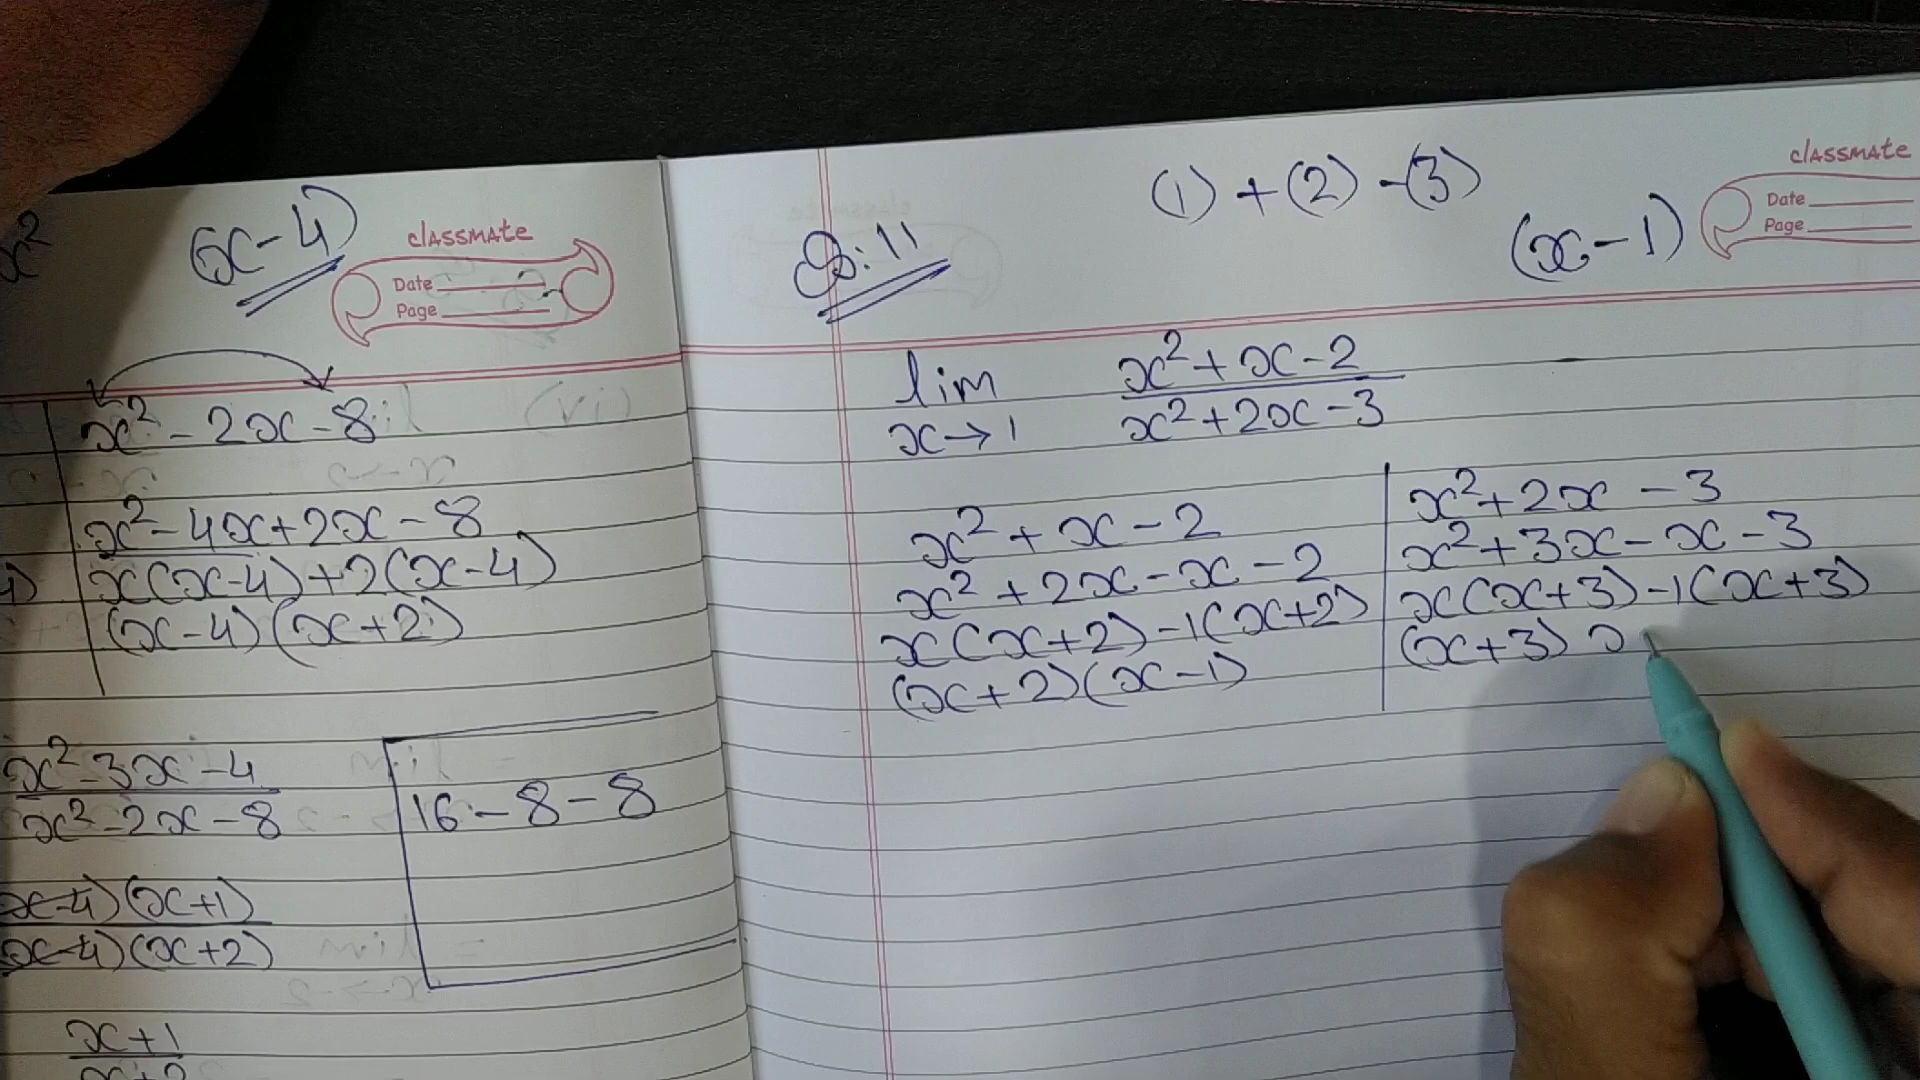 x²
(x-4)
classmate
Date
Page
x² - 2x - 8
x² - 4x + 2x - 8
x(x-4) + 2(x-4)
(x-4)(x+2)
x² - 3x - 4
x² - 2x - 8
16 - 8 - 8
(x-4)(x+1)
(x-4)(x+2)
x+1
(1) + (2) - (3)
(x-1)
classmate
Date
Page
Q:11
lim x→1 x² + x - 2
x² + 2x - 3
x² + x - 2
x² + 2x - x - 2
x(x+2) - 1(x+2)
(x+2)(x-1)
x² + 2x - 3
x² + 3x - x - 3
x(x+3) - 1(x+3)
(x+3)